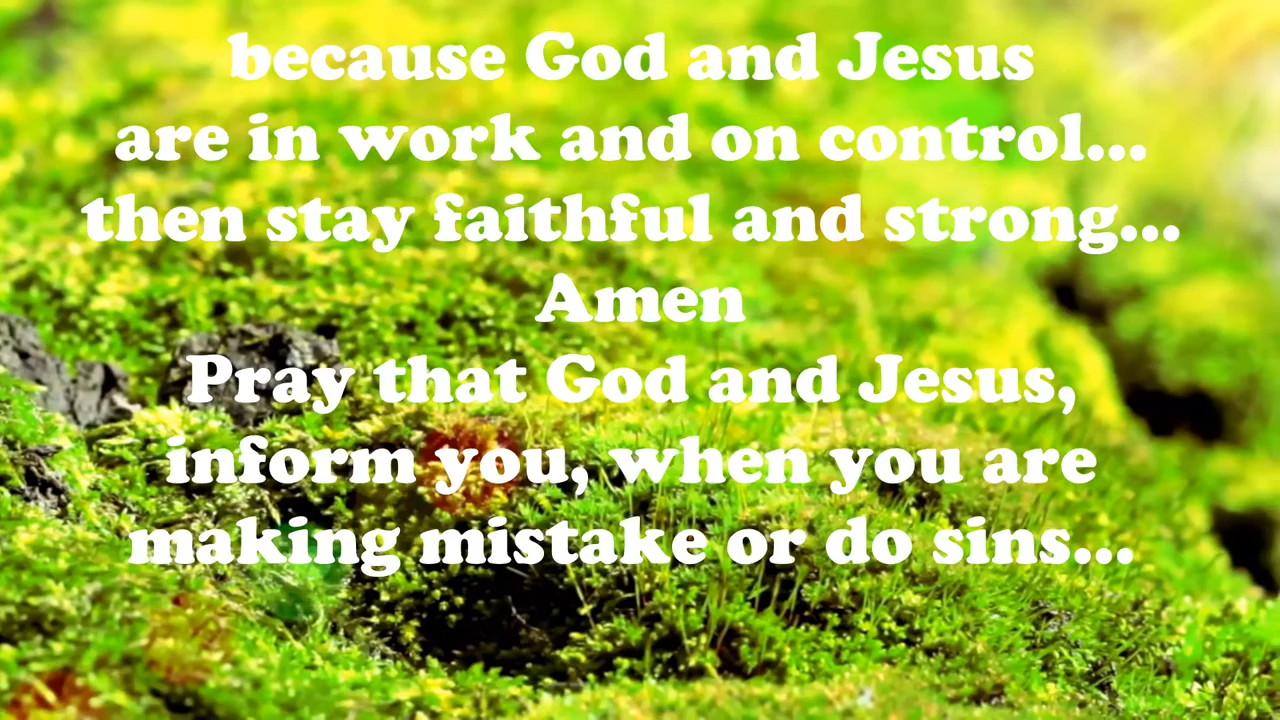 because God and Jesus
are in work and on control...
then stay faithful and strong...
Amen
Pray that God and Jesus,
inform you, when you are
making mistake or do sins...